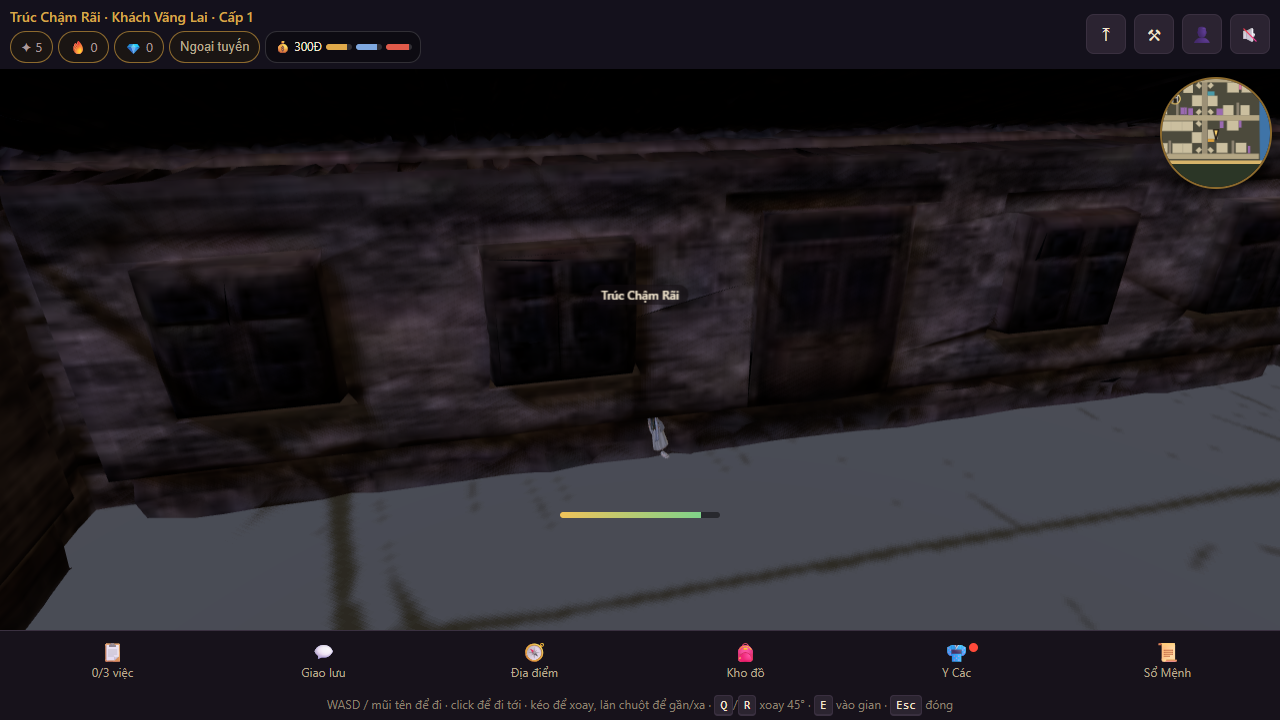 Trúc Chậm Rãi · Khách Vãng Lai · Cấp 1
5
0
0
Ngoại tuyến
300Đ
Trúc Chậm Rãi
0/3 việc
Giao lưu
Địa điểm
Kho đồ
Y Các
Sổ Mệnh
WASD / mũi tên để đi · click để đi tới · kéo để xoay, lăn chuột để gần/xa · Q / R xoay 45° · E vào gian · Esc đóng